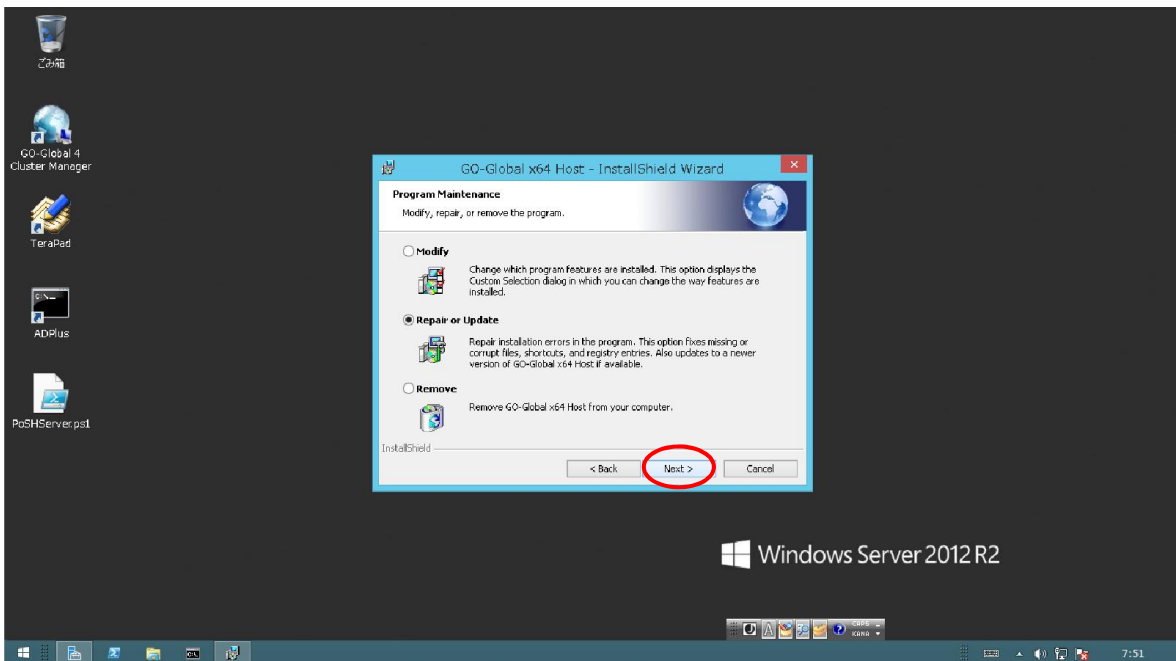 ごみ箱
GO-Global 4
Cluster Manager
TeraPad
ADPlus
PoSHServer.ps1
GO-Global x64 Host - InstallShield Wizard
Program Maintenance
Modify, repair, or remove the program.
Modify
Change which program features are installed. This option displays the
Custom Selection dialog in which you can change the way features are
installed.
Repair or Update
Repair installation errors in the program. This option fixes missing or
corrupt files, shortcuts, and registry entries. Also updates to a newer
version of GO-Global x64 Host if available.
Remove
Remove GO-Global x64 Host from your computer.
InstallShield
< Back
Next >
Cancel
Windows Server 2012 R2
A
CAPS
KANA
7:51